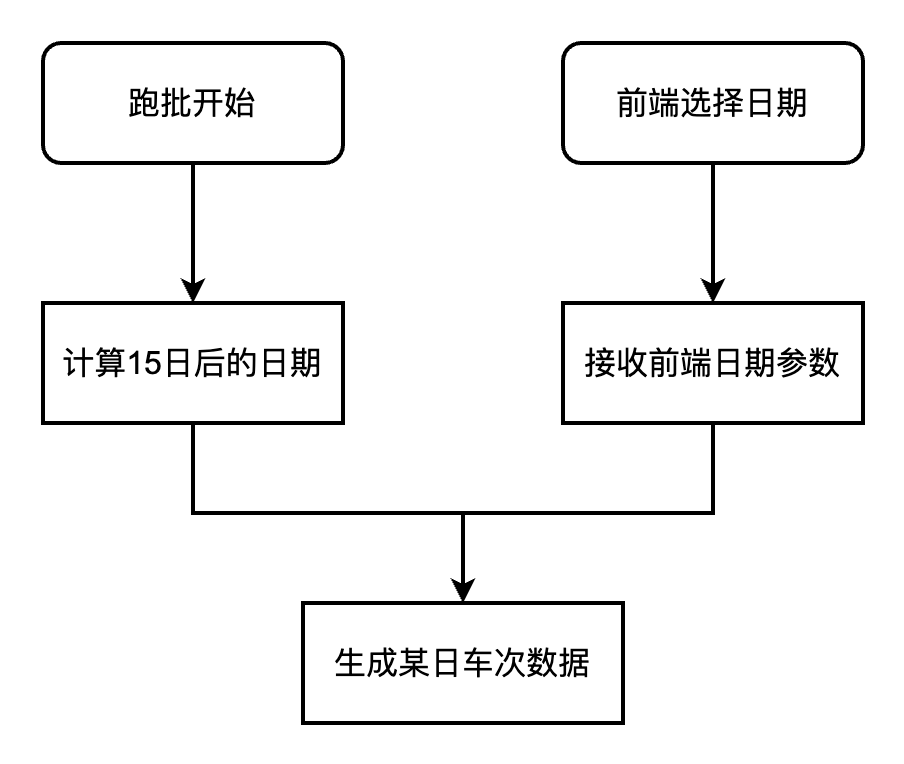 跑批开始
前端选择日期
计算15日后的日期
接收前端日期参数
生成某日车次数据